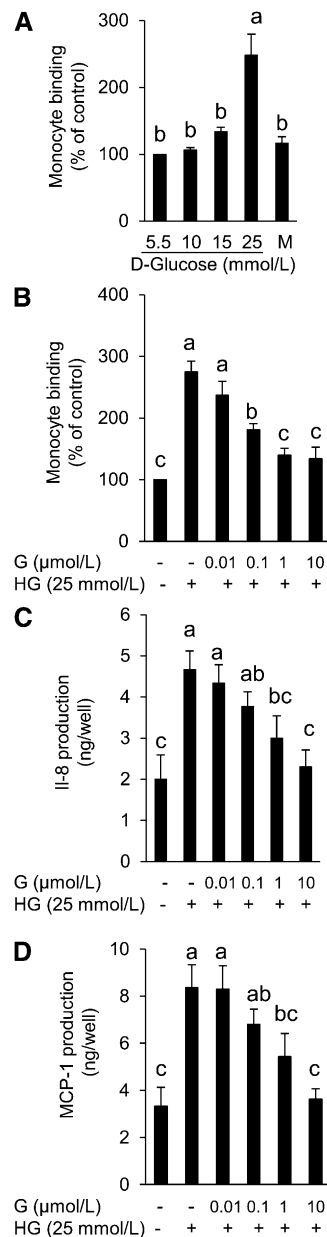 A
Monocyte binding
(% of control)
300
200
100
0
a
b b b b
5.5 10 15 25 M
D-Glucose (mmol/L)
B
Monocyte binding
(% of control)
400
300
200
100
0
c a a b c c
G (µmol/L) - - 0.01 0.1 1 10
HG (25 mmol/L) - + + + + +
C
Il-8 production
(ng/well)
6
5
4
3
2
1
0
c a a ab bc c
G (µmol/L) - - 0.01 0.1 1 10
HG (25 mmol/L) - + + + + +
D
MCP-1 production
(ng/well)
10
8
6
4
2
0
c a a ab bc c
G (µmol/L) - - 0.01 0.1 1 10
HG (25 mmol/L) - + + + + +